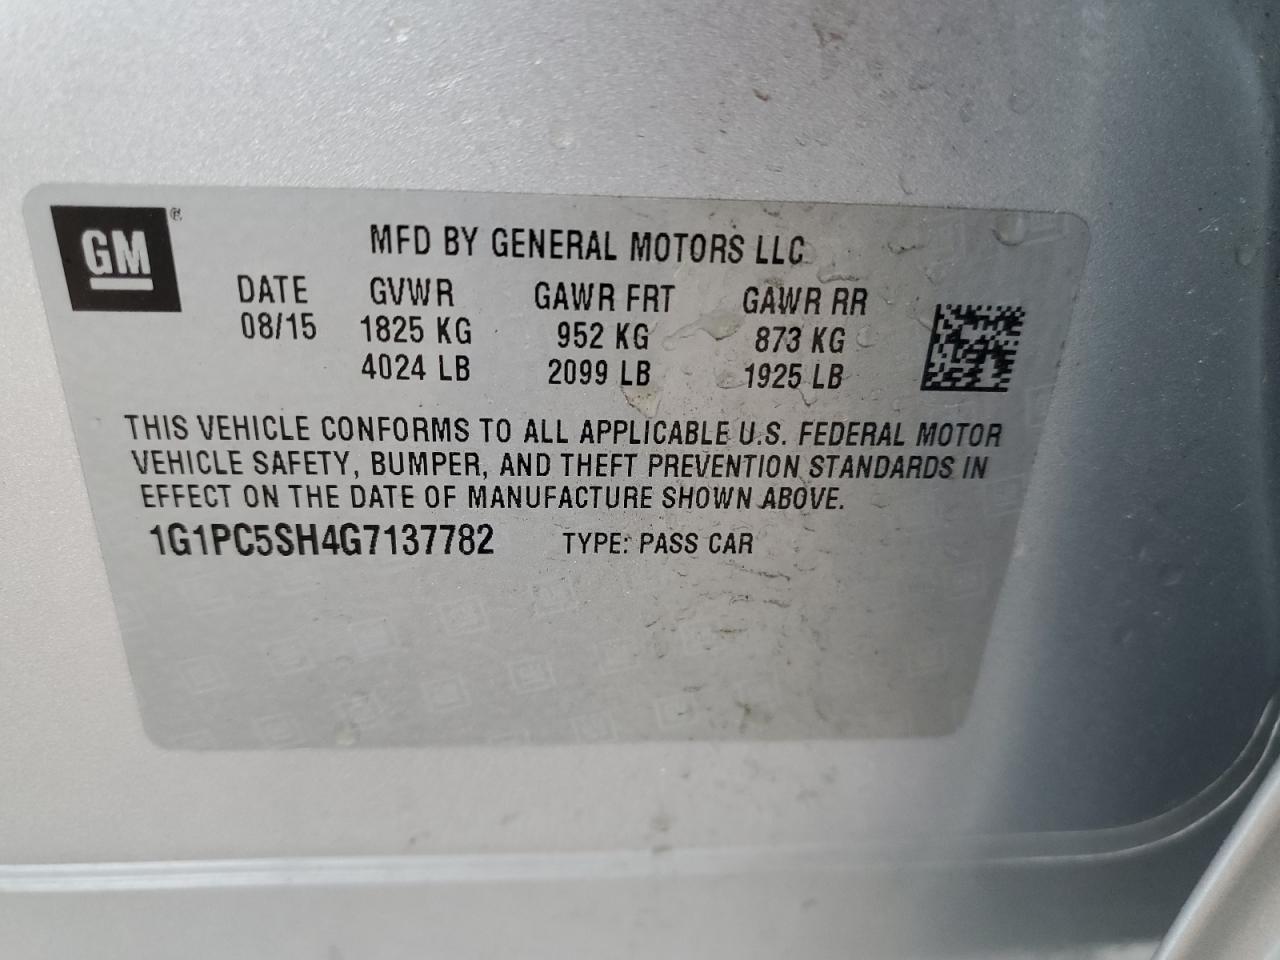 GM®
MFD BY GENERAL MOTORS LLC
DATE GVWR GAWR FRT GAWR RR
08/15 1825 KG 952 KG 873 KG
4024 LB 2099 LB 1925 LB
THIS VEHICLE CONFORMS TO ALL APPLICABLE U.S. FEDERAL MOTOR
VEHICLE SAFETY, BUMPER, AND THEFT PREVENTION STANDARDS IN
EFFECT ON THE DATE OF MANUFACTURE SHOWN ABOVE.
1G1PC5SH4G7137782 TYPE: PASS CAR